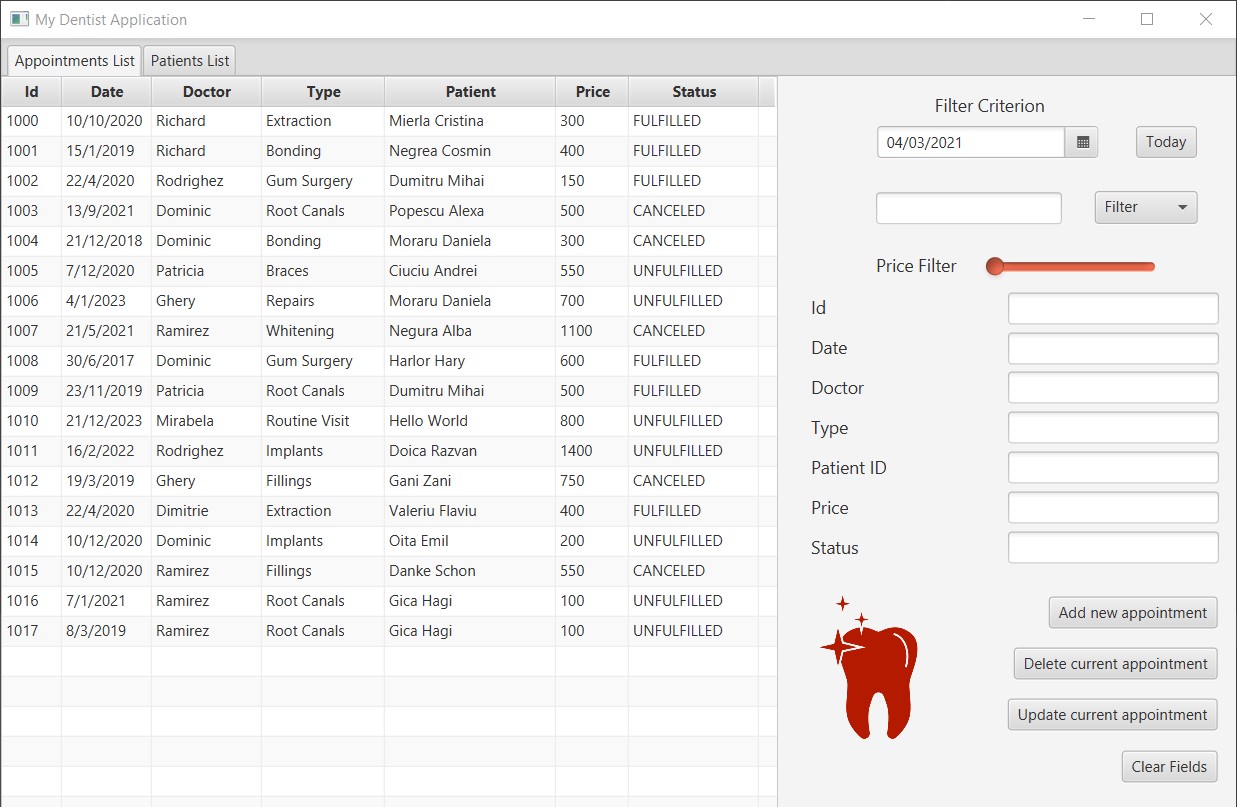 My Dentist Application
Appointments List Patients List
Id Date Doctor Type Patient Price Status
1000 10/10/2020 Richard Extraction Mierla Cristina 300 FULFILLED
1001 15/1/2019 Richard Bonding Negrea Cosmin 400 FULFILLED
1002 22/4/2020 Rodrighez Gum Surgery Dumitru Mihai 150 FULFILLED
1003 13/9/2021 Dominic Root Canals Popescu Alexa 500 CANCELED
1004 21/12/2018 Dominic Bonding Moraru Daniela 300 CANCELED
1005 7/12/2020 Patricia Braces Ciuciu Andrei 550 UNFULFILLED
1006 4/1/2023 Ghery Repairs Moraru Daniela 700 UNFULFILLED
1007 21/5/2021 Ramirez Whitening Negura Alba 1100 CANCELED
1008 30/6/2017 Dominic Gum Surgery Harlor Hary 600 FULFILLED
1009 23/11/2019 Patricia Root Canals Dumitru Mihai 500 FULFILLED
1010 21/12/2023 Mirabela Routine Visit Hello World 800 UNFULFILLED
1011 16/2/2022 Rodrighez Implants Doica Razvan 1400 UNFULFILLED
1012 19/3/2019 Ghery Fillings Gani Zani 750 CANCELED
1013 22/4/2020 Dimitrie Extraction Valeriu Flaviu 400 FULFILLED
1014 10/12/2020 Dominic Implants Oita Emil 200 UNFULFILLED
1015 10/12/2020 Ramirez Fillings Danke Schon 550 CANCELED
1016 7/1/2021 Ramirez Root Canals Gica Hagi 100 UNFULFILLED
1017 8/3/2019 Ramirez Root Canals Gica Hagi 100 UNFULFILLED
Filter Criterion
04/03/2021 Today
Filter
Price Filter
Id
Date
Doctor
Type
Patient ID
Price
Status
Add new appointment
Delete current appointment
Update current appointment
Clear Fields